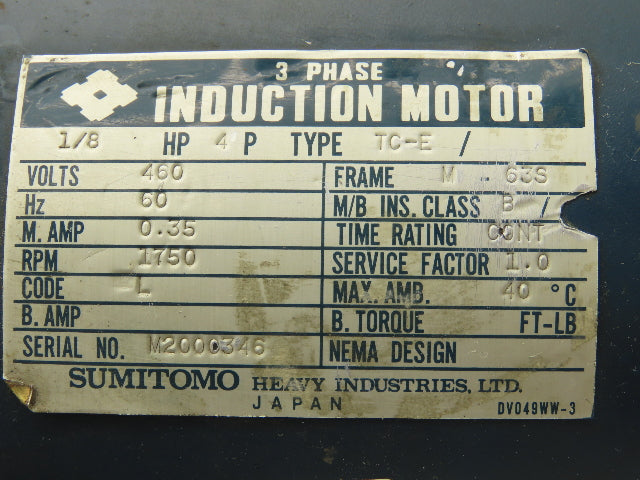 3 PHASE
INDUCTION MOTOR
1/8 HP 4 P TYPE TC-E /
VOLTS 460 FRAME M - 63S
Hz 60 M/B INS. CLASS B /
M. AMP 0.35 TIME RATING CONT
RPM 1750 SERVICE FACTOR 1.0
CODE L MAX. AMB. 40 °C
B. AMP B. TORQUE FT-LB
SERIAL NO. M2000346 NEMA DESIGN
SUMITOMO HEAVY INDUSTRIES, LTD.
JAPAN DV049WW-3